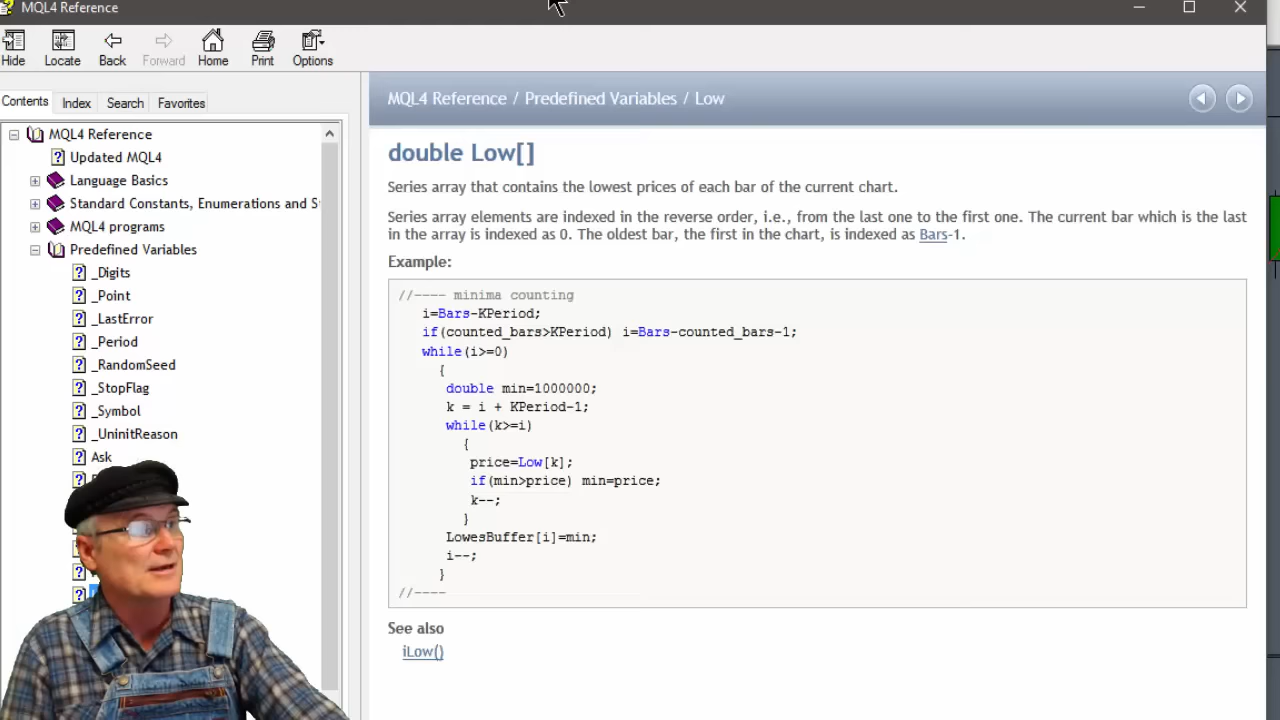 MQL4 Reference
Hide
Locate
Back
Forward
Home
Print
Options
Contents
Index
Search
Favorites
MQL4 Reference
Updated MQL4
Language Basics
Standard Constants, Enumerations and S
MQL4 programs
Predefined Variables
_Digits
_Point
_LastError
_Period
_RandomSeed
_StopFlag
_Symbol
_UninitReason
Ask
MQL4 Reference / Predefined Variables / Low
double Low[]
Series array that contains the lowest prices of each bar of the current chart.
Series array elements are indexed in the reverse order, i.e., from the last one to the first one. The current bar which is the last
in the array is indexed as 0. The oldest bar, the first in the chart, is indexed as Bars-1.
Example:
//---- minima counting
i=Bars-KPeriod;
if(counted_bars>KPeriod) i=Bars-counted_bars-1;
while(i>=0)
{
double min=1000000;
k = i + KPeriod-1;
while(k>=i)
{
price=Low[k];
if(min>price) min=price;
k--;
}
LowesBuffer[i]=min;
i--;
}
//----
See also
iLow()